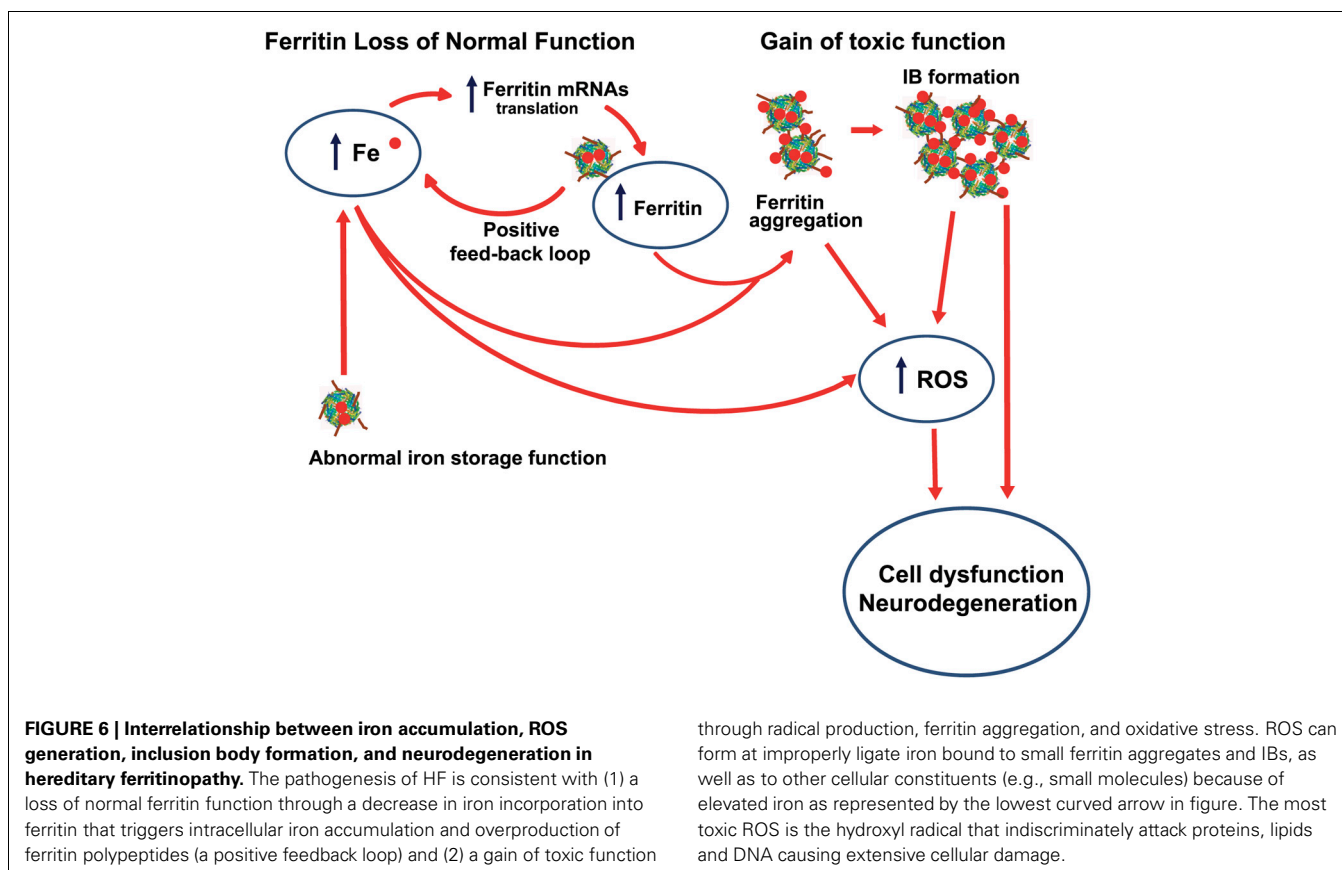 Ferritin Loss of Normal Function
Gain of toxic function
Ferritin mRNAs
translation
IB formation
Fe
Ferritin
Positive
feed-back loop
Ferritin
aggregation
ROS
Abnormal iron storage function
Cell dysfunction
Neurodegeneration
FIGURE 6 | Interrelationship between iron accumulation, ROS
generation, inclusion body formation, and neurodegeneration in
hereditary ferritinopathy. The pathogenesis of HF is consistent with (1) a
loss of normal ferritin function through a decrease in iron incorporation into
ferritin that triggers intracellular iron accumulation and overproduction of
ferritin polypeptides (a positive feedback loop) and (2) a gain of toxic function
through radical production, ferritin aggregation, and oxidative stress. ROS can
form at improperly ligate iron bound to small ferritin aggregates and IBs, as
well as to other cellular constituents (e.g., small molecules) because of
elevated iron as represented by the lowest curved arrow in figure. The most
toxic ROS is the hydroxyl radical that indiscriminately attack proteins, lipids
and DNA causing extensive cellular damage.